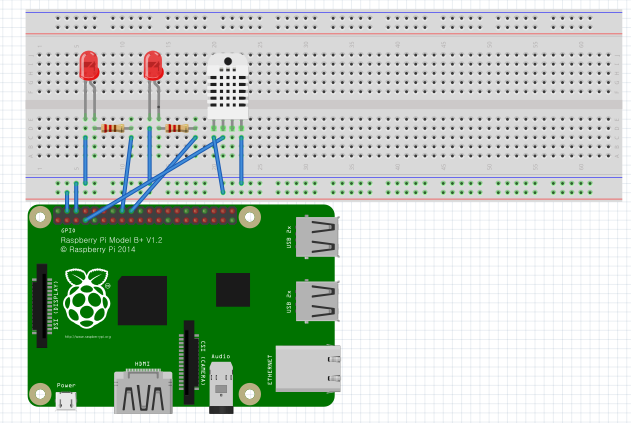 GPIO
Raspberry Pi Model B+ V1.2
© Raspberry Pi 2014
USB 2x
DSI (DISPLAY)
USB 2x
http://www.raspberrypi.org
HDMI
CSI (CAMERA)
Audio
ETHERNET
Power